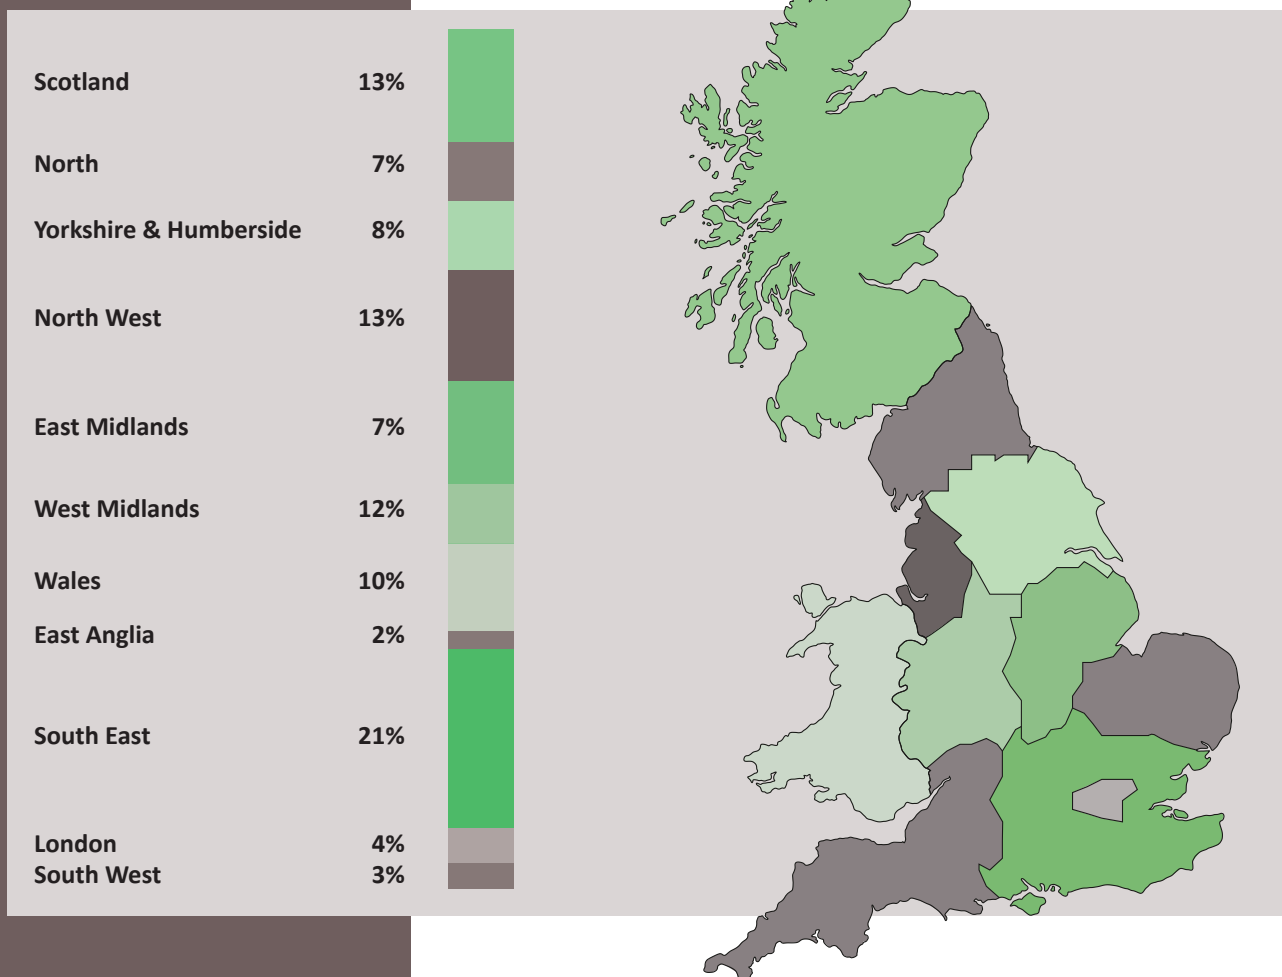 Scotland 13%
North 7%
Yorkshire & Humberside 8%
North West 13%
East Midlands 7%
West Midlands 12%
Wales 10%
East Anglia 2%
South East 21%
London 4%
South West 3%